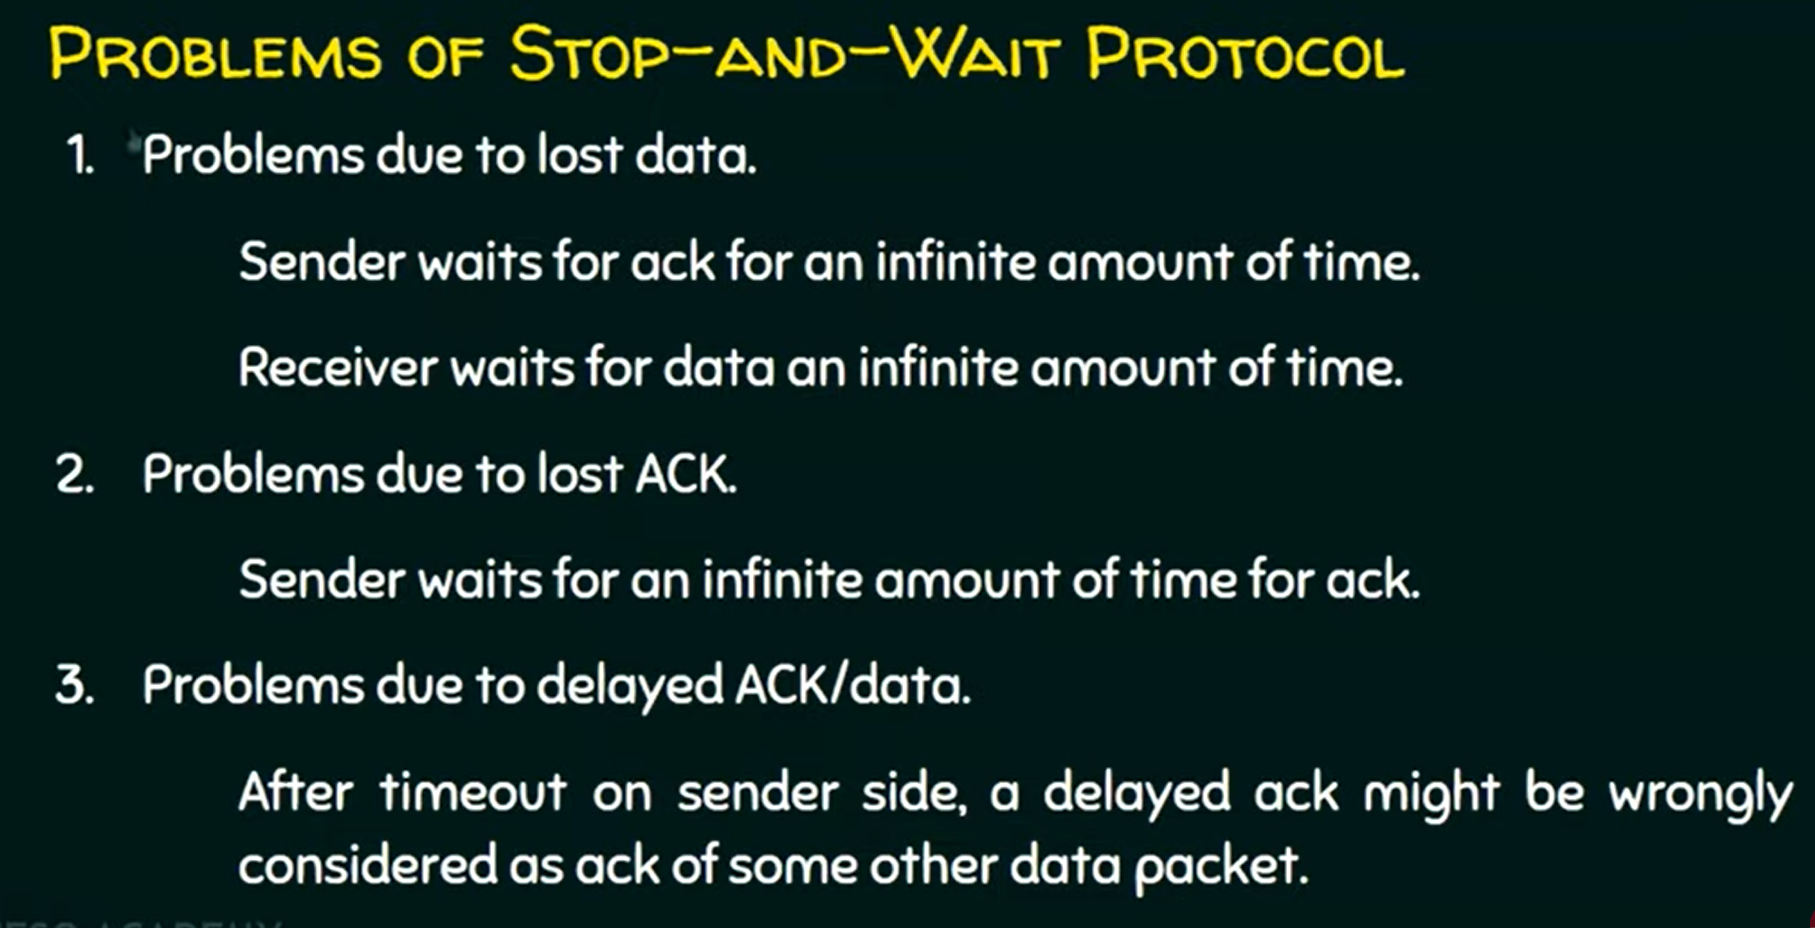 PROBLEMS OF STOP-AND-WAIT PROTOCOL
1. Problems due to lost data.
Sender waits for ack for an infinite amount of time.
Receiver waits for data an infinite amount of time.
2. Problems due to lost ACK.
Sender waits for an infinite amount of time for ack.
3. Problems due to delayed ACK/data.
After timeout on sender side, a delayed ack might be wrongly
considered as ack of some other data packet.